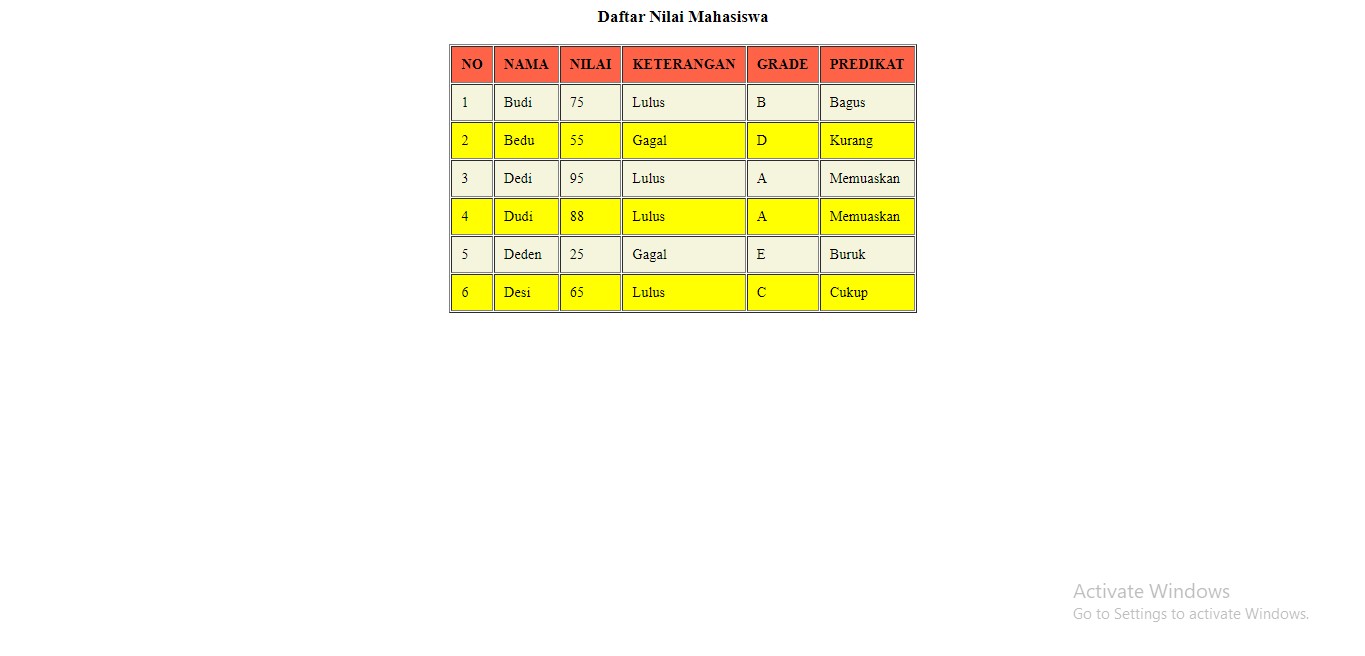 Daftar Nilai Mahasiswa
NO NAMA NILAI KETERANGAN GRADE PREDIKAT
1 Budi 75 Lulus B Bagus
2 Bedu 55 Gagal D Kurang
3 Dedi 95 Lulus A Memuaskan
4 Dudi 88 Lulus A Memuaskan
5 Deden 25 Gagal E Buruk
6 Desi 65 Lulus C Cukup
Activate Windows
Go to Settings to activate Windows.